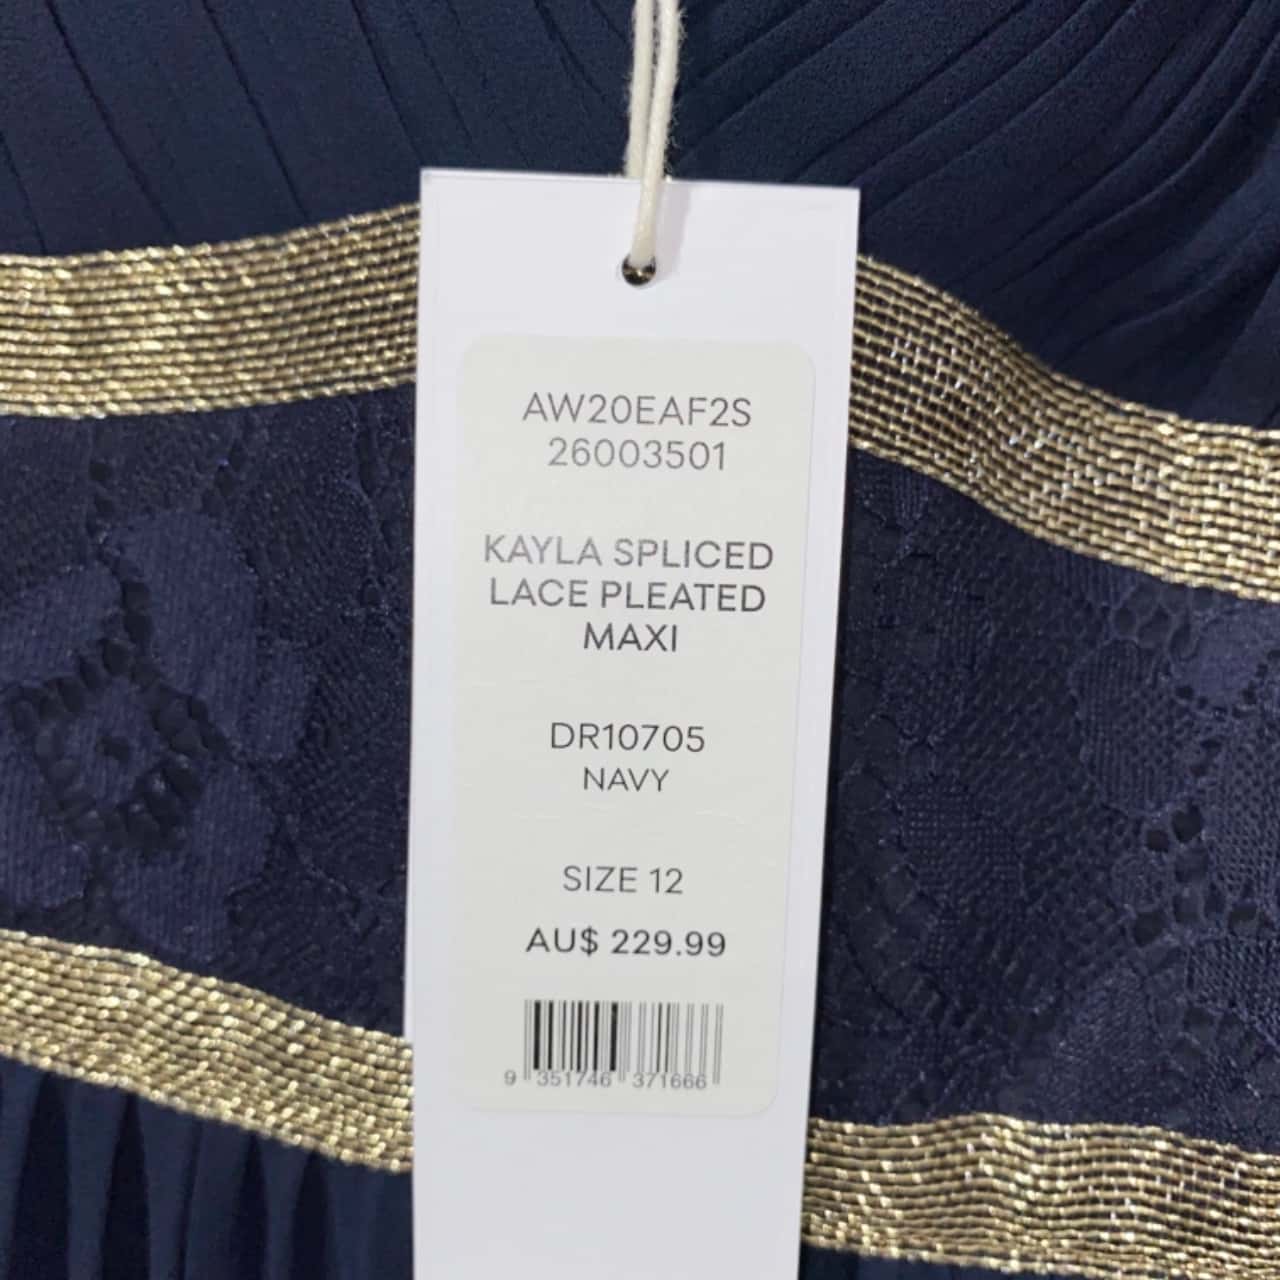 AW20EAF2S
26003501
KAYLA SPLICED
LACE PLEATED
MAXI
DR10705
NAVY
SIZE 12
AU$ 229.99
9 351746 371666